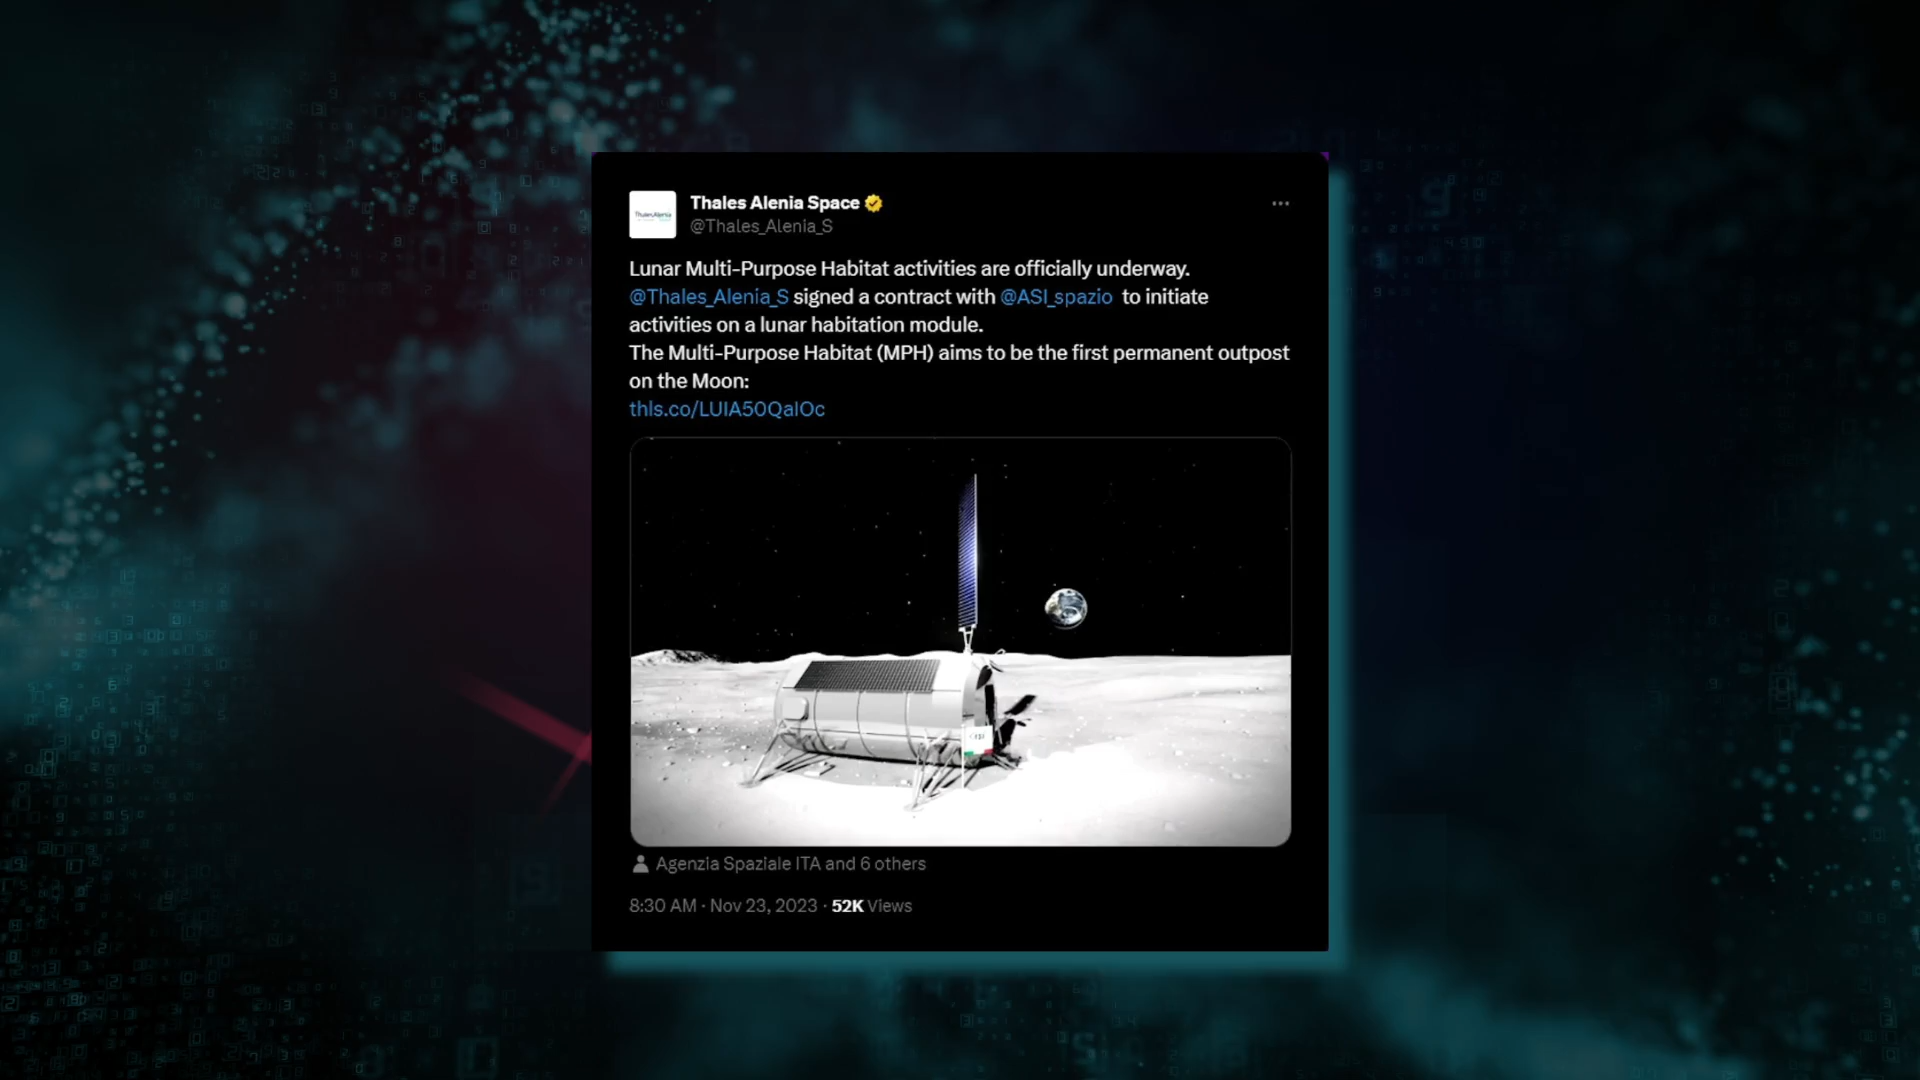 ThalesAlenia
Thales Alenia Space
@Thales_Alenia_S
Lunar Multi-Purpose Habitat activities are officially underway.
@Thales_Alenia_S signed a contract with @ASI_spazio to initiate
activities on a lunar habitation module.
The Multi-Purpose Habitat (MPH) aims to be the first permanent outpost
on the Moon:
thls.co/LUIA50QaIOc
Agenzia Spaziale ITA and 6 others
8:30 AM · Nov 23, 2023 · 52K Views